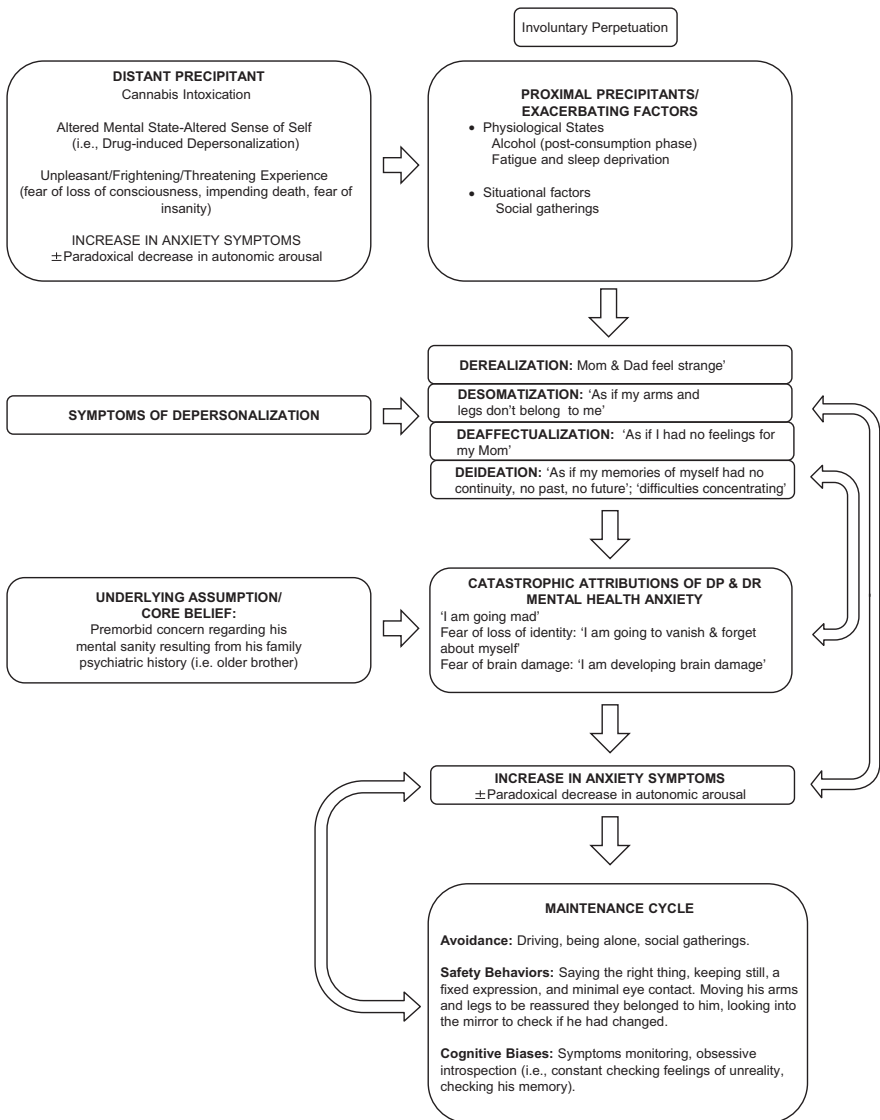 Involuntary Perpetuation
DISTANT PRECIPITANT
Cannabis Intoxication
Altered Mental State-Altered Sense of Self
(i.e., Drug-induced Depersonalization)
Unpleasant/Frightening/Threatening Experience
(fear of loss of consciousness, impending death, fear of
insanity)
INCREASE IN ANXIETY SYMPTOMS
±Paradoxical decrease in autonomic arousal
PROXIMAL PRECIPITANTS/
EXACERBATING FACTORS
• Physiological States
Alcohol (post-consumption phase)
Fatigue and sleep deprivation
• Situational factors
Social gatherings
SYMPTOMS OF DEPERSONALIZATION
DEREALIZATION: Mom & Dad feel strange’
DESOMATIZATION: ‘As if my arms and
legs don’t belong to me’
DEAFFECTUALIZATION: ‘As if I had no feelings for
my Mom’
DEIDEATION: ‘As if my memories of myself had no
continuity, no past, no future’; ‘difficulties concentrating’
UNDERLYING ASSUMPTION/
CORE BELIEF:
Premorbid concern regarding his
mental sanity resulting from his family
psychiatric history (i.e. older brother)
CATASTROPHIC ATTRIBUTIONS OF DP & DR
MENTAL HEALTH ANXIETY
‘I am going mad’
Fear of loss of identity: ‘I am going to vanish & forget
about myself’
Fear of brain damage: ‘I am developing brain damage’
INCREASE IN ANXIETY SYMPTOMS
±Paradoxical decrease in autonomic arousal
MAINTENANCE CYCLE
Avoidance: Driving, being alone, social gatherings.
Safety Behaviors: Saying the right thing, keeping still, a
fixed expression, and minimal eye contact. Moving his arms
and legs to be reassured they belonged to him, looking into
the mirror to check if he had changed.
Cognitive Biases: Symptoms monitoring, obsessive
introspection (i.e., constant checking feelings of unreality,
checking his memory).